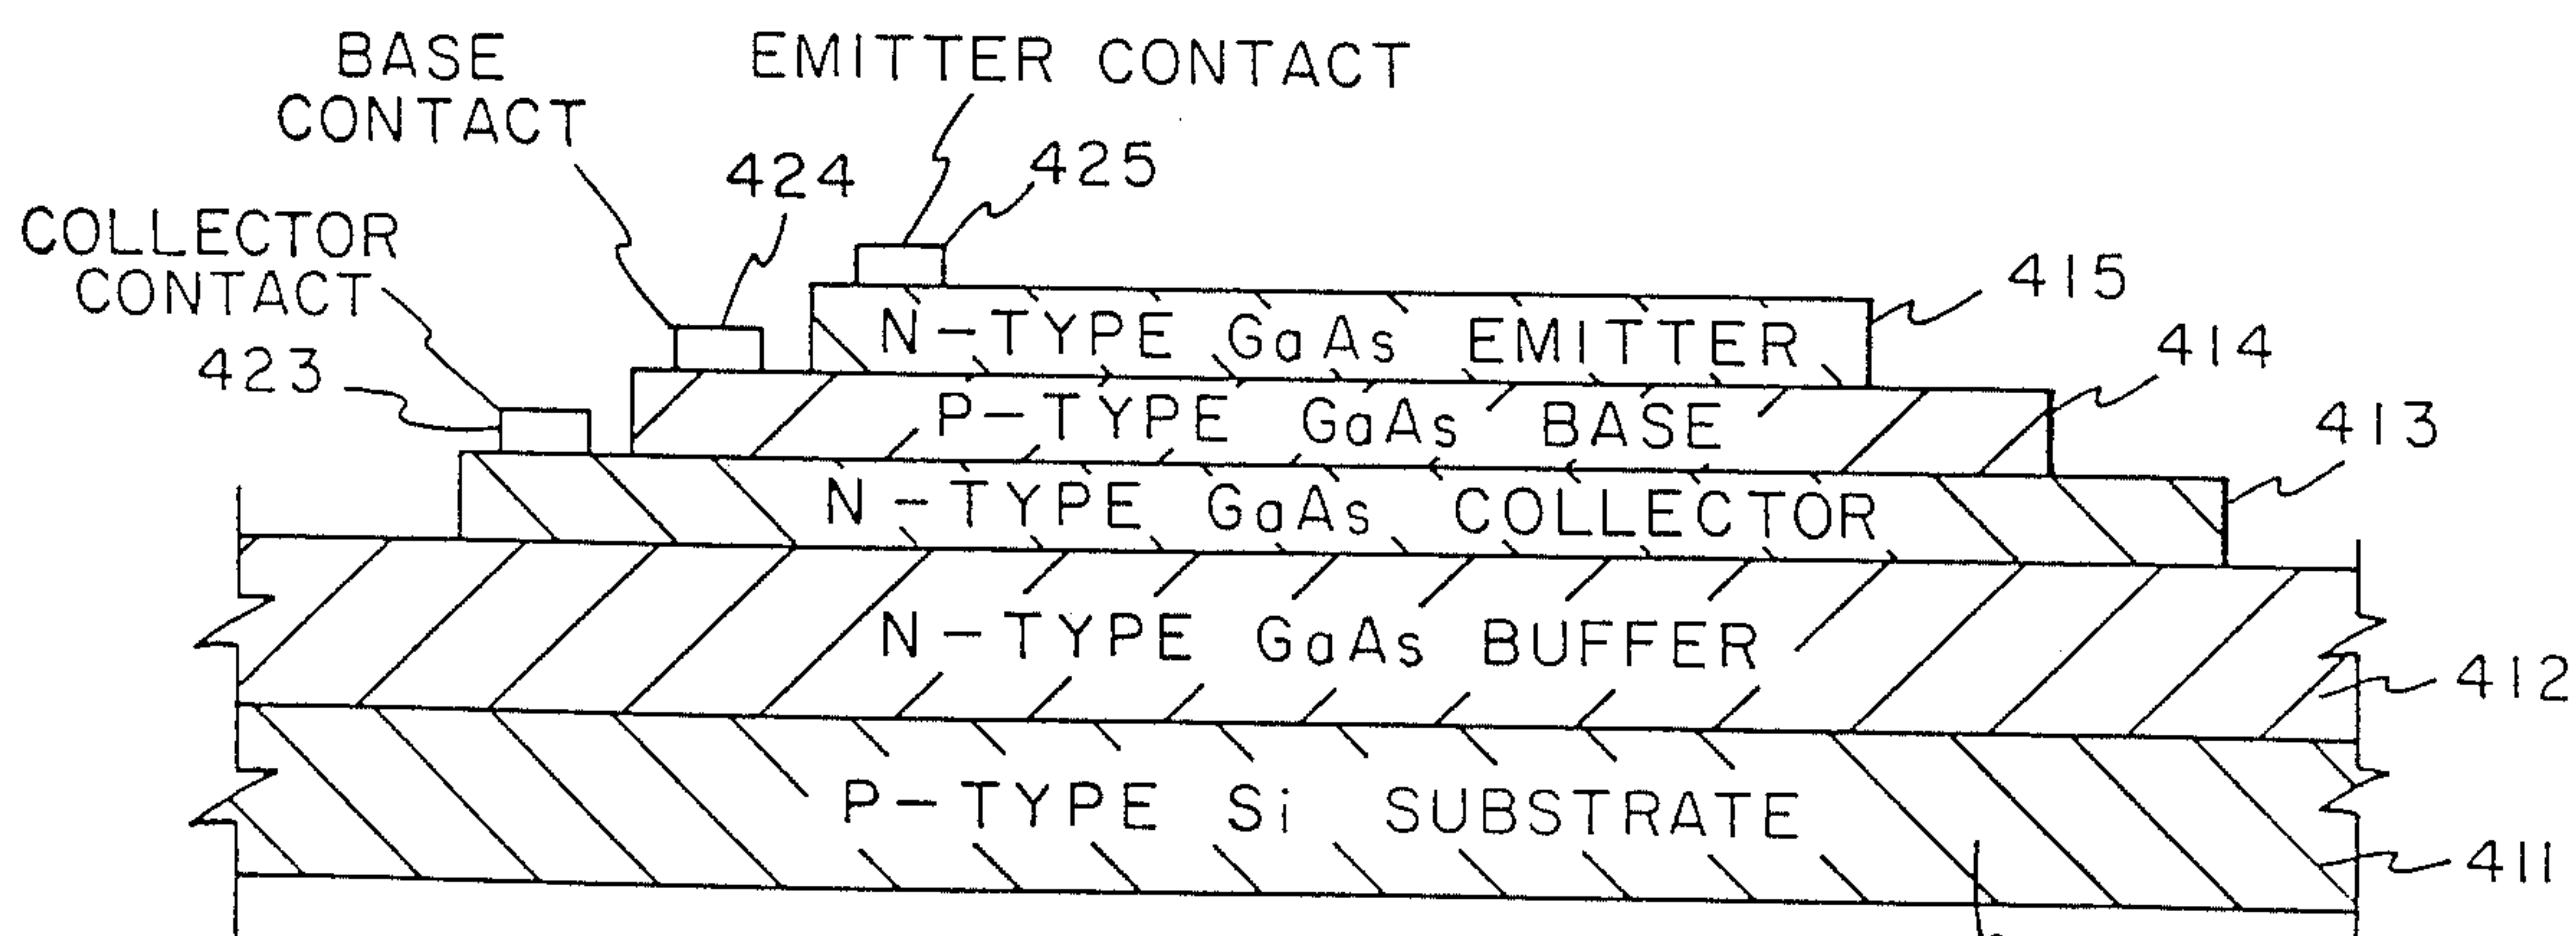 BASE
CONTACT
EMITTER CONTACT
424
425
COLLECTOR
CONTACT
423
415
N-TYPE GaAs EMITTER
414
P-TYPE GaAs BASE
413
N-TYPE GaAs COLLECTOR
N-TYPE GaAs BUFFER
412
P-TYPE Si SUBSTRATE
411